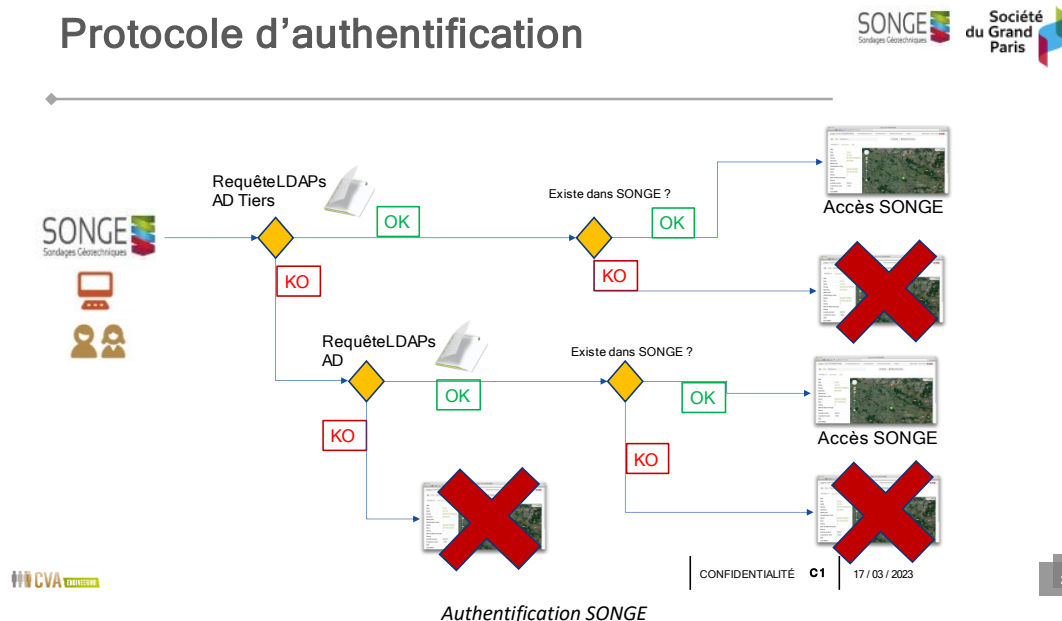 Protocole d'authentification
SONGE
Sondages Géotechniques
Société
du Grand
Paris
RequêteLDAPs
AD Tiers
Existe dans SONGE ?
OK
OK
Accès SONGE
SONGE
Sondages Géotechniques
KO
KO
RequêteLDAPs
AD
Existe dans SONGE ?
OK
OK
Accès SONGE
KO
KO
CVA ENGINEERING
CONFIDENTIALITÉ C1 17 / 03 / 2023
Authentification SONGE